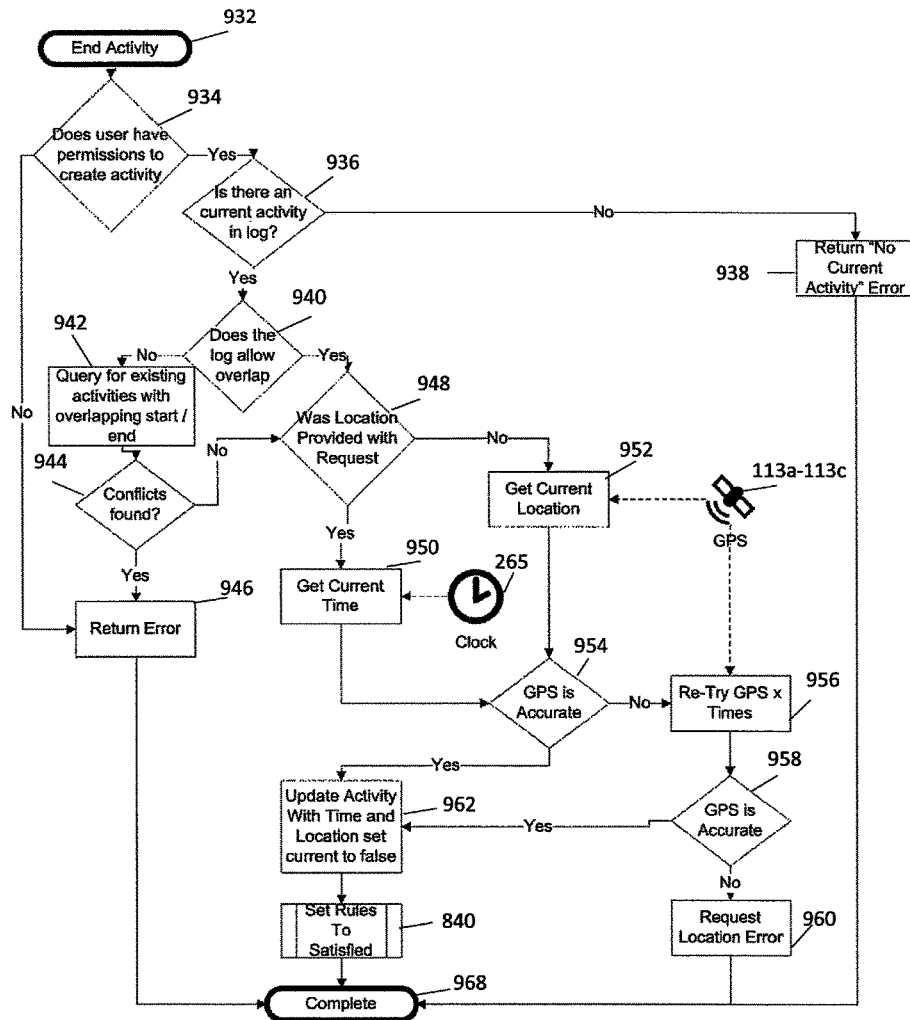 932
End Activity
934
Does user have
permissions to
create activity
Yes
936
Is there an
current activity
in log?
No
Return "No
Current
Activity" Error
938
Yes
940
942
Does the
log allow
overlap
No
Yes
Query for existing
activities with
overlapping start /
end
948
No
Was Location
Provided with
Request
No
No
952
944
Conflicts
found?
Get Current
Location
113a-113c
GPS
Yes
Yes
950
265
946
Get Current
Time
Return Error
Clock
954
GPS is
Accurate
No
Re-Try GPS x
Times
956
Yes
958
Update Activity
With Time and
Location set
current to false
962
Yes
GPS is
Accurate
No
Set Rules
To
Satisfied
840
Request
Location Error
960
968
Complete